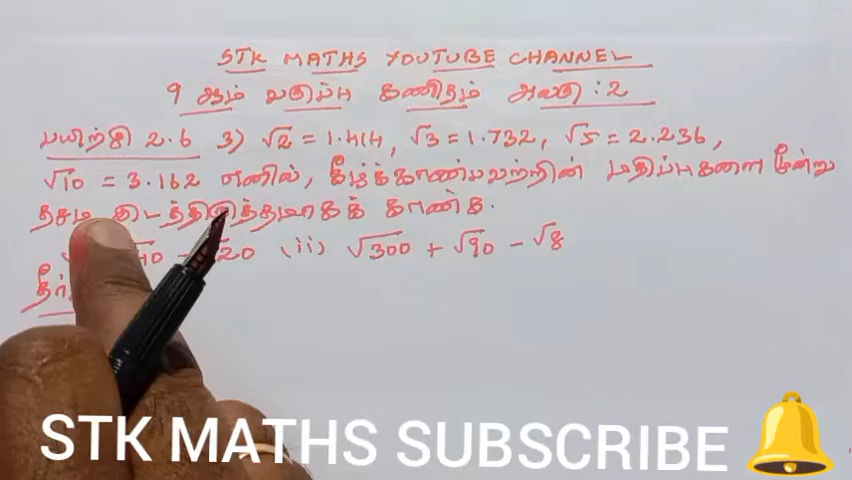 STK MATHS YOUTUBE CHANNEL
9 ஆம் வகுப்பு கணிதம் அலகு : 2
பயிற்சி 2.6 3) √2 = 1.414, √3 = 1.732, √5 = 2.236,
√10 = 3.162 எனில், கீழ்க்காண்பவற்றின் மதிப்புகளை மூன்று
தசம திருத்தமாகக் காண்க.
√40 - √20 (ii) √300 + √90 - √8
STK MATHS SUBSCRIBE